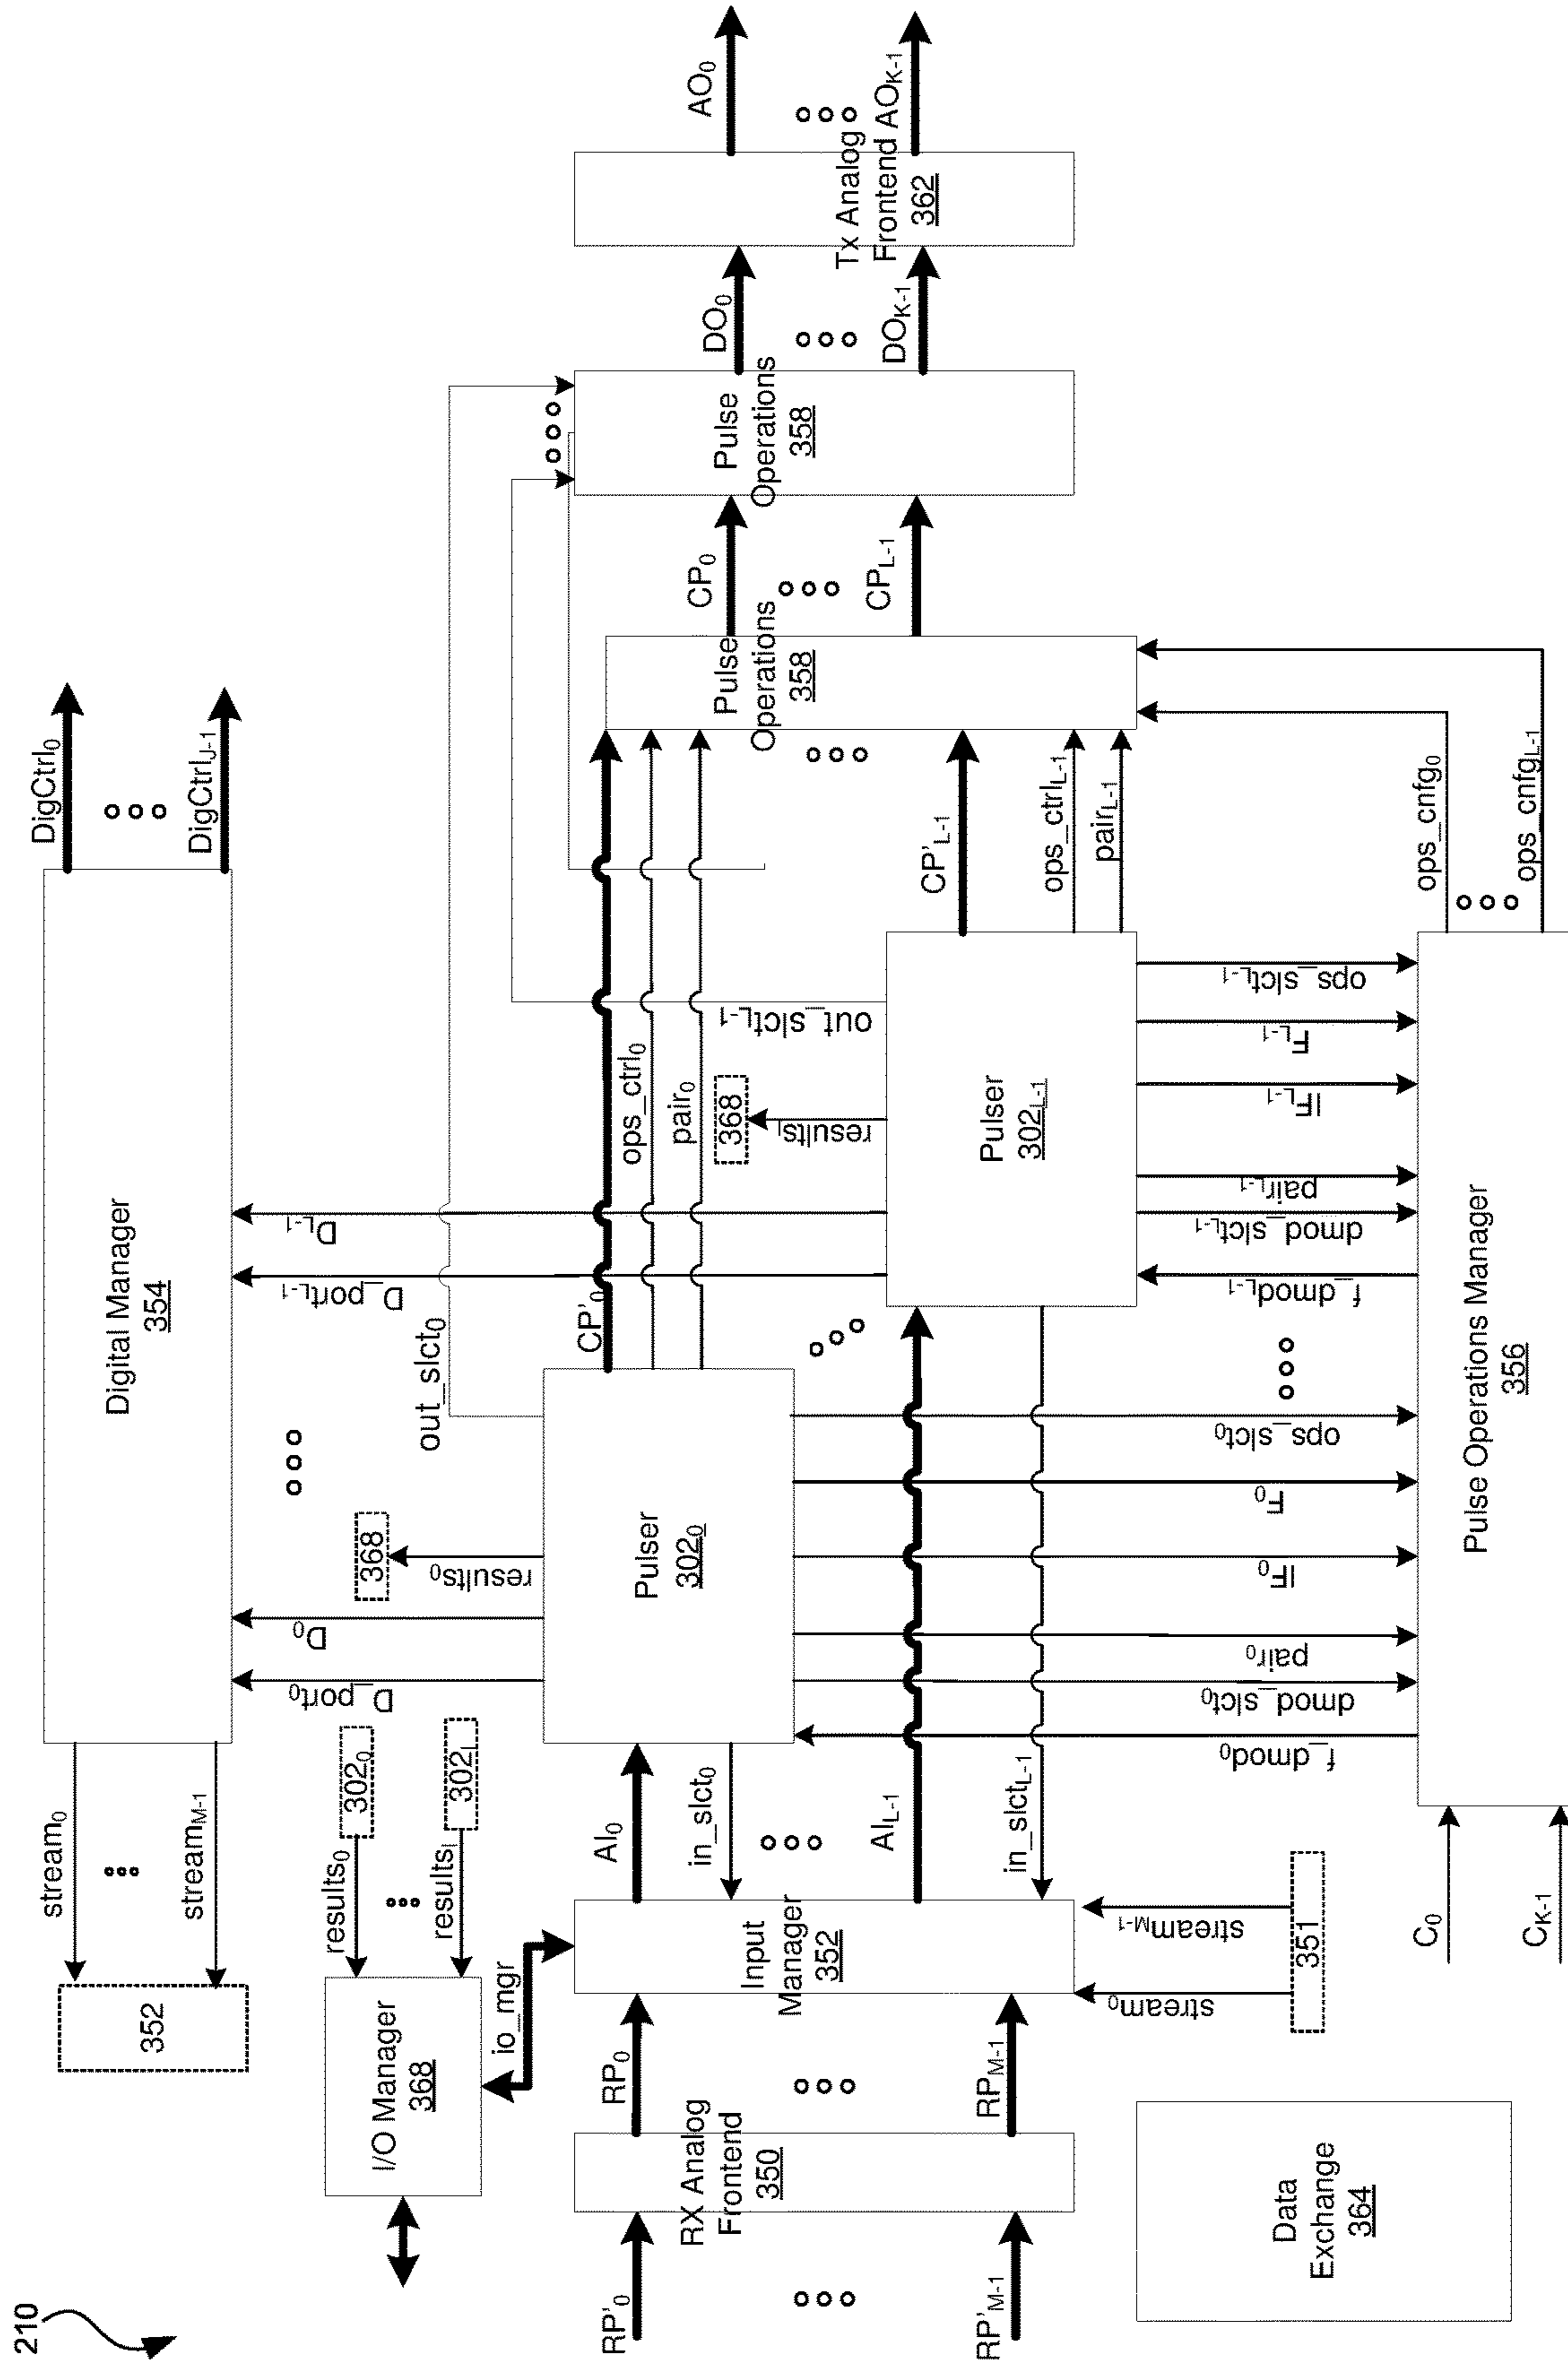 210
DigCtrl0
DigCtrlJ-1
Digital Manager
354
stream0
streamM-1
352
I/O Manager
368
results0
3020
resultsl
302L
io_mgr
D_port0
D0
results0
368
out_slct0
D_portL-1
DL-1
RP'0
RP'M-1
RX Analog
Frontend
350
RP0
RPM-1
Input
Manager
352
AI0
in_slct0
AIL-1
in_slctL-1
stream0
streamM-1
351
Pulser
3020
CP'0
ops_ctrl0
pair0
resultsl
368
out_slctL-1
Pulser
302L-1
CP'L-1
ops_ctrlL-1
pairL-1
Pulse
Operations
358
CP0
CPL-1
Pulse
Operations
358
DO0
DOK-1
Tx Analog
Frontend
362
AO0
AOK-1
f_dmod0
dmod_slct0
pair0
IF0
F0
ops_slct0
f_dmodL-1
dmod_slctL-1
pairL-1
IFL-1
FL-1
ops_slctL-1
ops_cnfg0
ops_cnfgL-1
Pulse Operations Manager
356
C0
CK-1
Data
Exchange
364